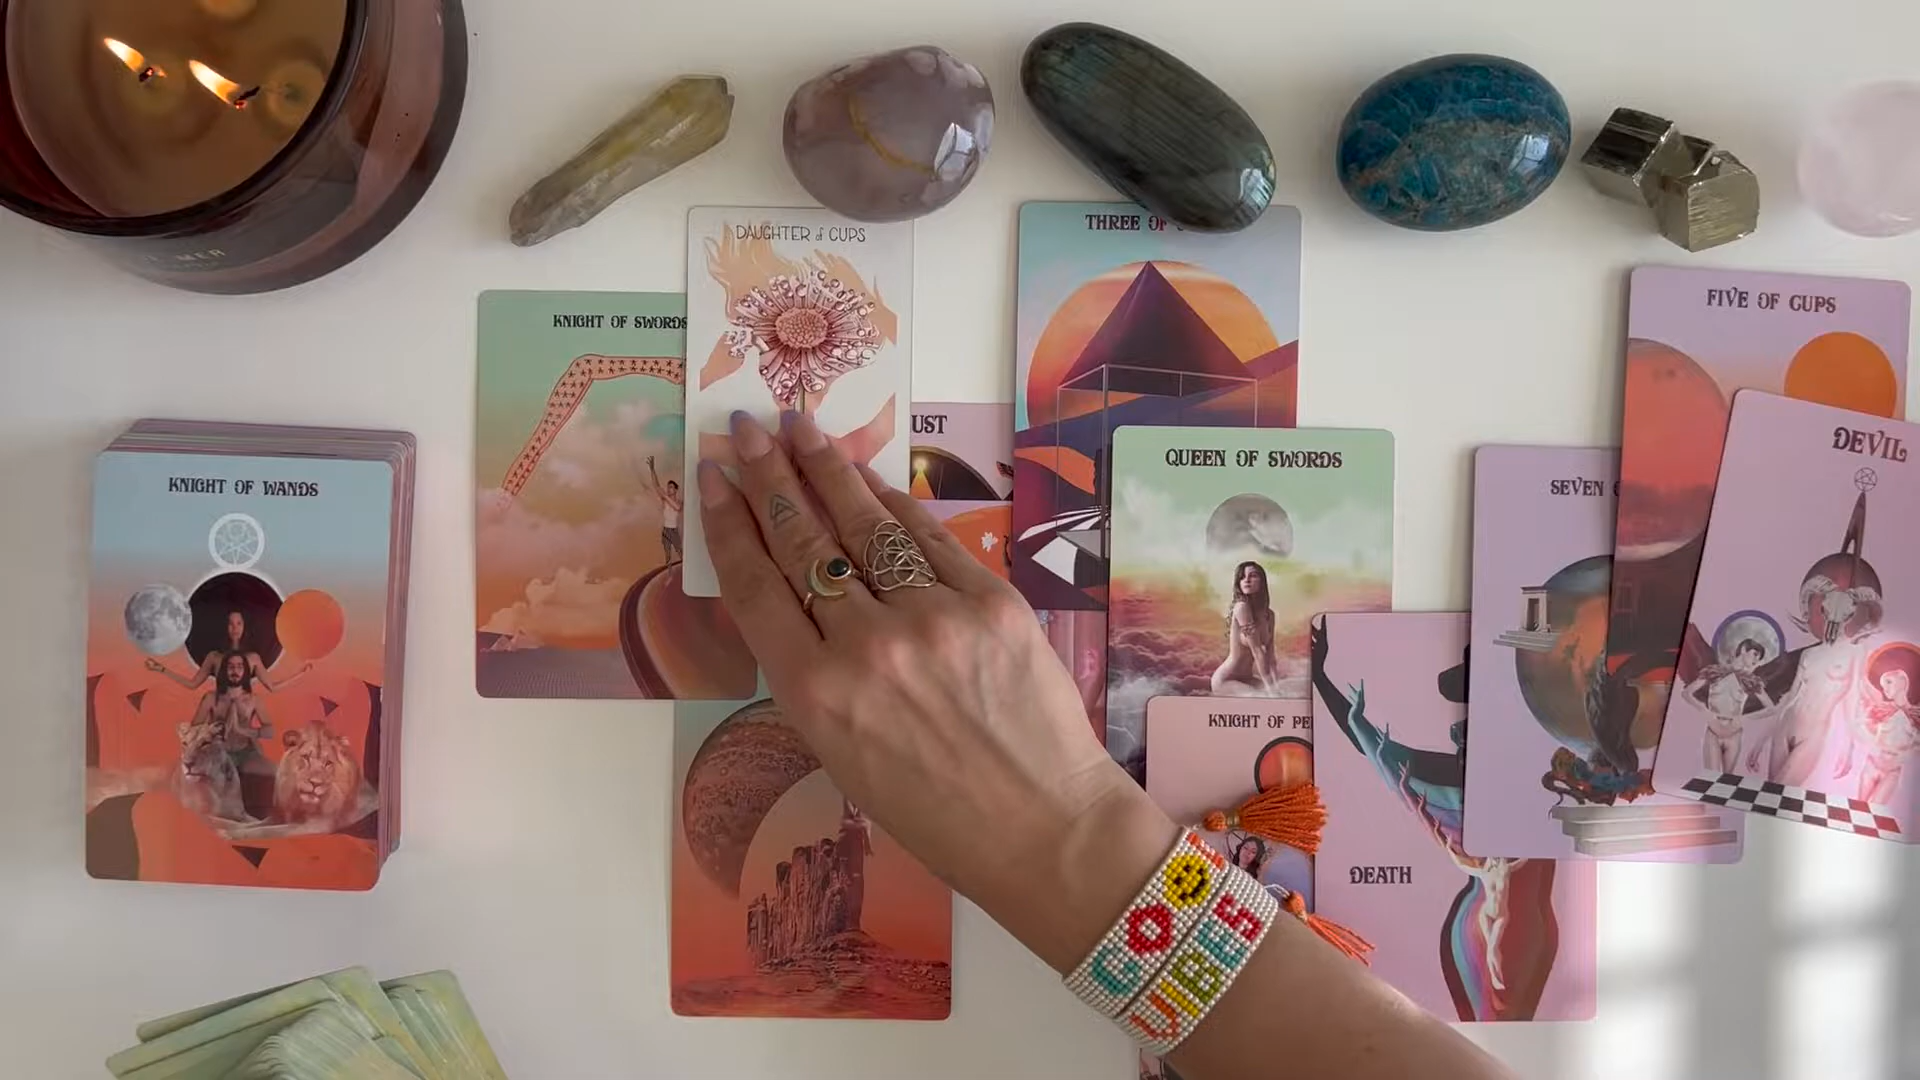 DAUGHTER of CUPS
THREE OF
KNIGHT OF SWORDS
FIVE OF CUPS
UST
DEVIL
QUEEN OF SWORDS
KNIGHT OF WANDS
SEVEN
KNIGHT OF PE
DEATH
GOOD
VIBES